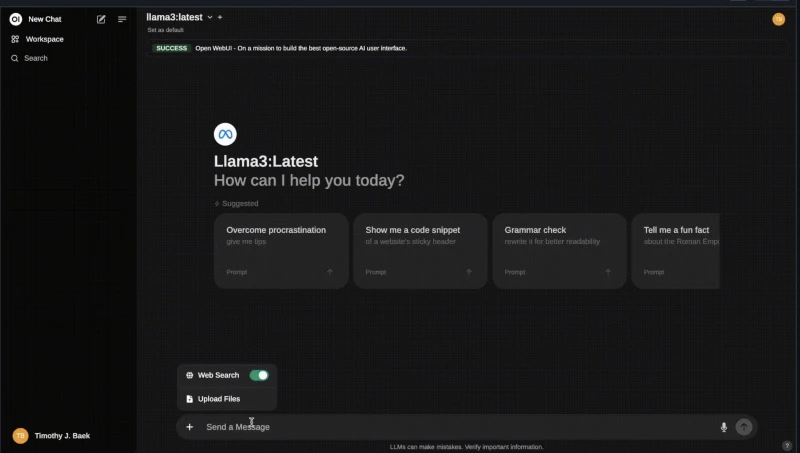 OI New Chat
Workspace
Search
llama3:latest
Set as default
SUCCESS Open WebUI - On a mission to build the best open-source AI user interface.
TB
Llama3:Latest
How can I help you today?
Suggested
Overcome procrastination
give me tips
Prompt
Show me a code snippet
of a website's sticky header
Prompt
Grammar check
rewrite it for better readability
Prompt
Tell me a fun fact
about the Roman Emp
Prompt
Web Search
Upload Files
Send a Message
TB Timothy J. Baek
LLMs can make mistakes. Verify important information.
?